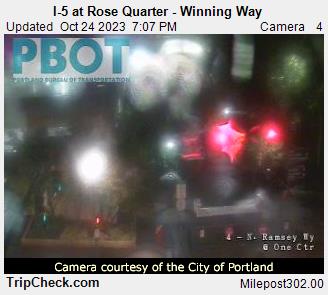 I-5 at Rose Quarter - Winning Way
Updated Oct 24 2023 7:07 PM Camera 4
PBOT
PORTLAND BUREAU OF TRANSPORTATION
4 - N. Ramsey Wy
@ One Ctr
Camera courtesy of the City of Portland
TripCheck.com Milepost302.00